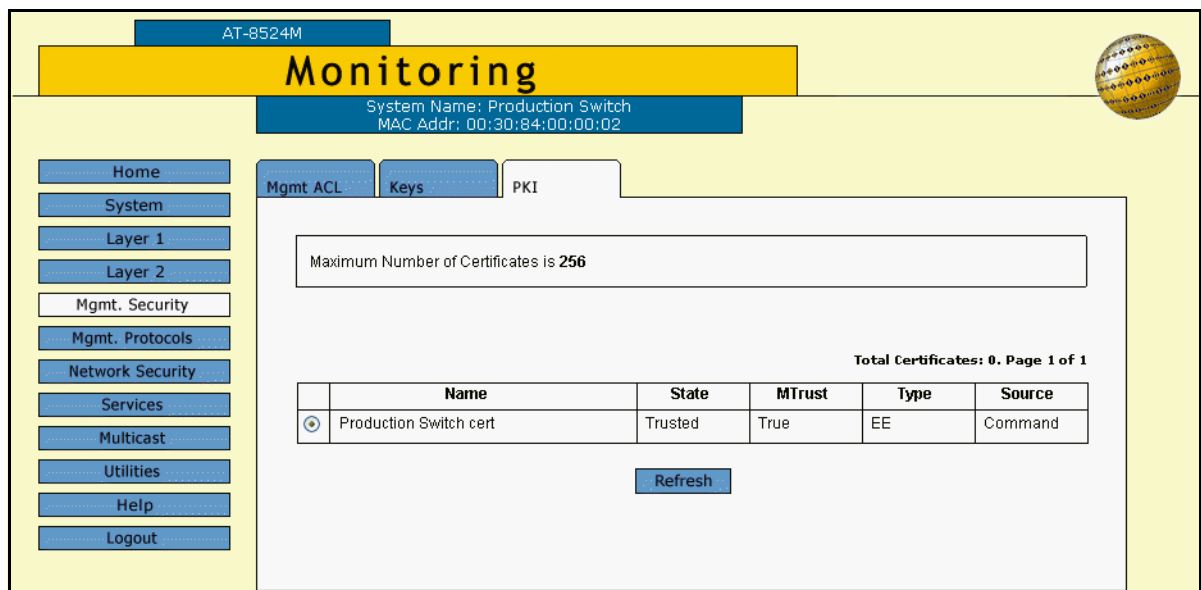 AT-8524M
Monitoring
System Name: Production Switch
MAC Addr: 00:30:84:00:00:02
Home
System
Layer 1
Layer 2
Mgmt. Security
Mgmt. Protocols
Network Security
Services
Multicast
Utilities
Help
Logout
Mgmt ACL Keys PKI
Maximum Number of Certificates is 256
Total Certificates: 0. Page 1 of 1
Name State MTrust Type Source
Production Switch cert Trusted True EE Command
Refresh